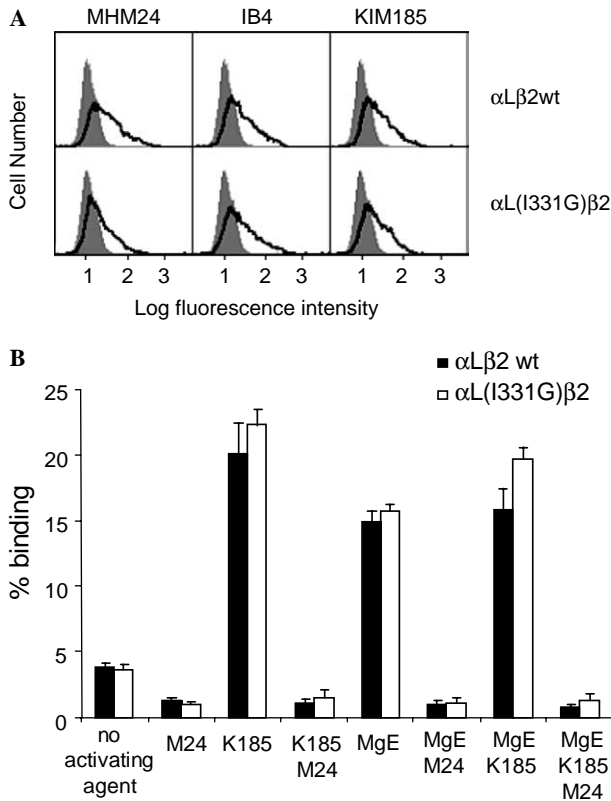 A
MHM24 IB4 KIM185
Cell Number
αLβ2wt
αL(I331G)β2
1 2 3 1 2 3 1 2 3
Log fluorescence intensity
B
αLβ2 wt
αL(I331G)β2
% binding
25
20
15
10
5
0
no activating agent
M24
K185
K185 M24
MgE
MgE M24
MgE K185
MgE K185 M24